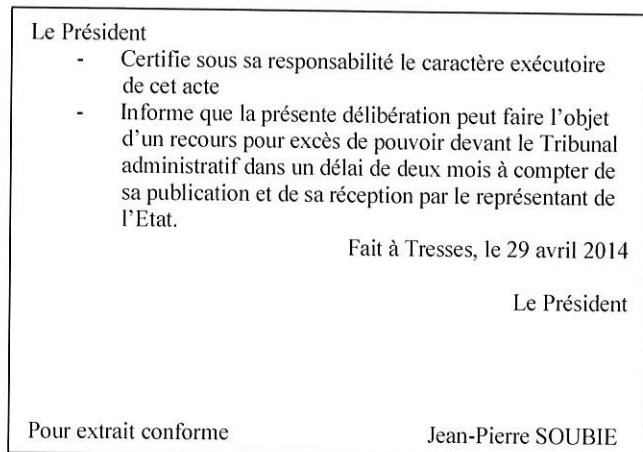 Le Président
- Certifie sous sa responsabilité le caractère exécutoire
de cet acte
- Informe que la présente délibération peut faire l'objet
d'un recours pour excès de pouvoir devant le Tribunal
administratif dans un délai de deux mois à compter de
sa publication et de sa réception par le représentant de
l'Etat.
Fait à Tresses, le 29 avril 2014
Le Président
Pour extrait conforme Jean-Pierre SOUBIE